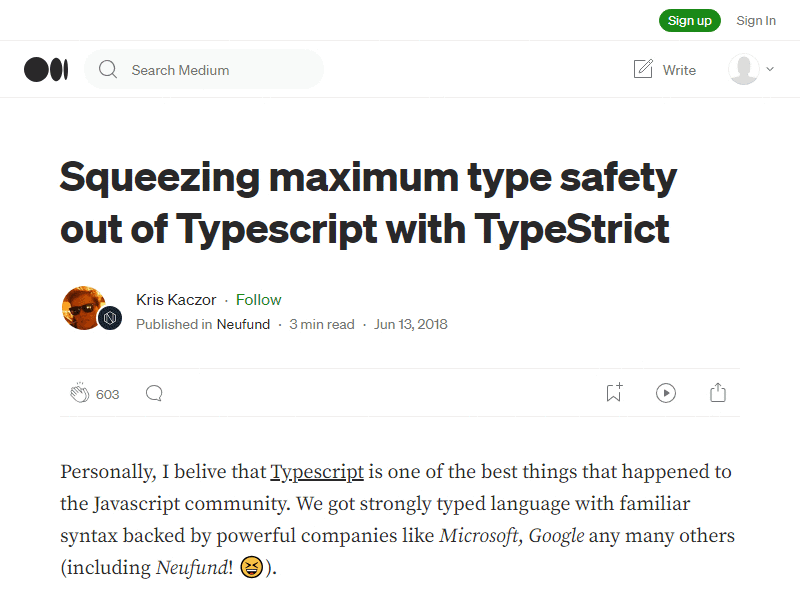 Sign up Sign In
Search Medium Write
Squeezing maximum type safety
out of Typescript with TypeStrict
Kris Kaczor · Follow
Published in Neufund · 3 min read · Jun 13, 2018
603
Personally, I belive that Typescript is one of the best things that happened to
the Javascript community. We got strongly typed language with familiar
syntax backed by powerful companies like Microsoft, Google any many others
(including Neufund! 😆).